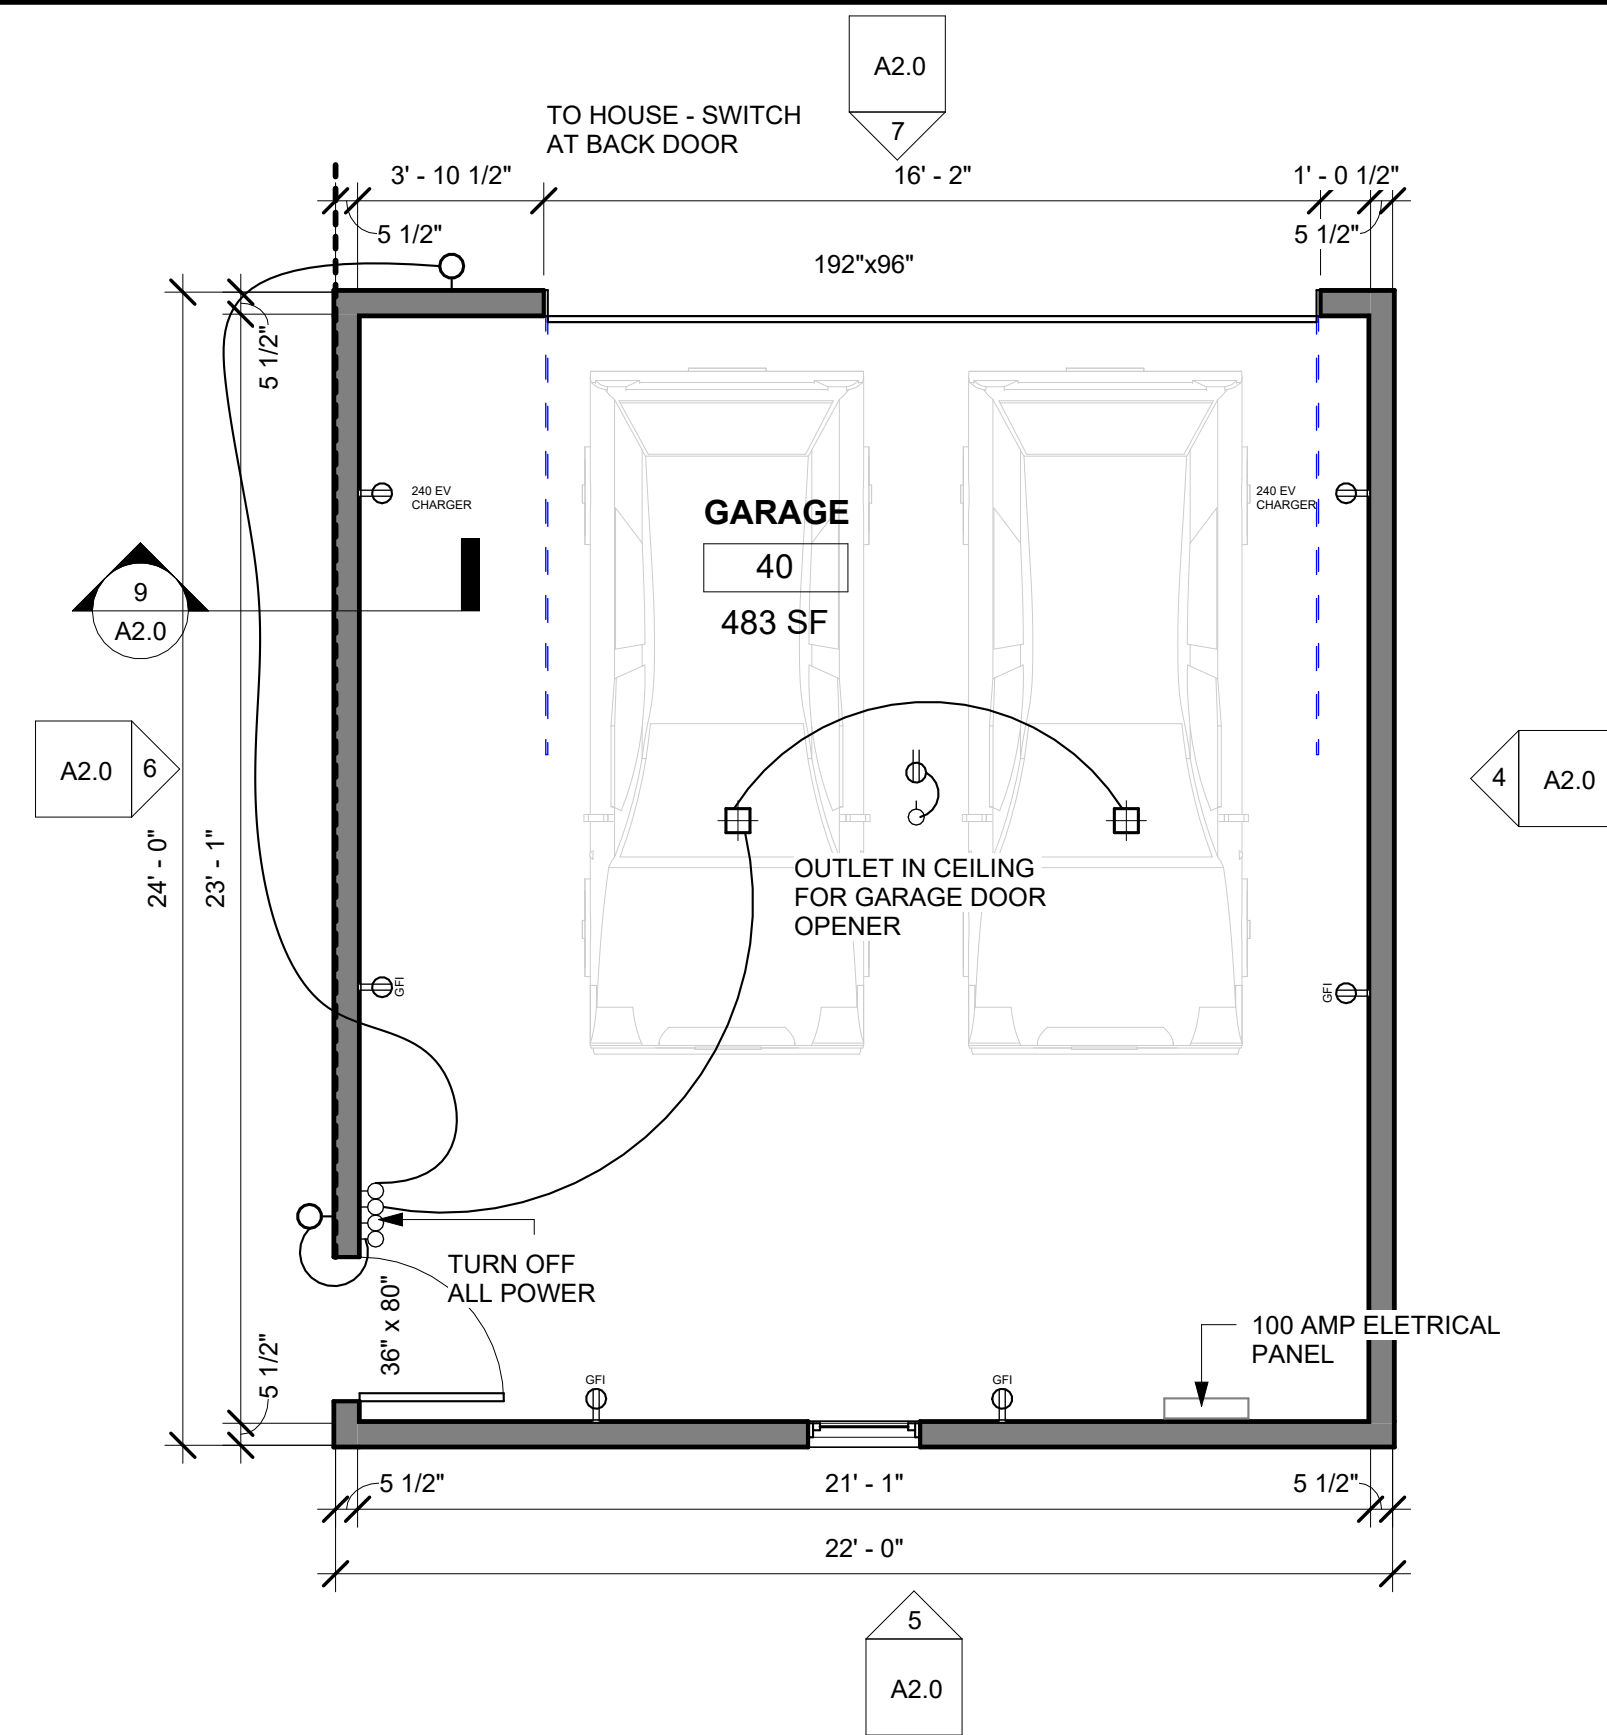 A2.0
7
TO HOUSE - SWITCH
AT BACK DOOR
3' - 10 1/2"
16' - 2"
1' - 0 1/2"
5 1/2"
5 1/2"
192"x96"
5 1/2"
240 EV
CHARGER
240 EV
CHARGER
GARAGE
40
483 SF
9
A2.0
A2.0
6
4
A2.0
24' - 0"
23' - 1"
OUTLET IN CEILING
FOR GARAGE DOOR
OPENER
GFI
GFI
TURN OFF
ALL POWER
36" x 80"
100 AMP ELETRICAL
PANEL
5 1/2"
GFI
GFI
5 1/2"
21' - 1"
5 1/2"
22' - 0"
5
A2.0